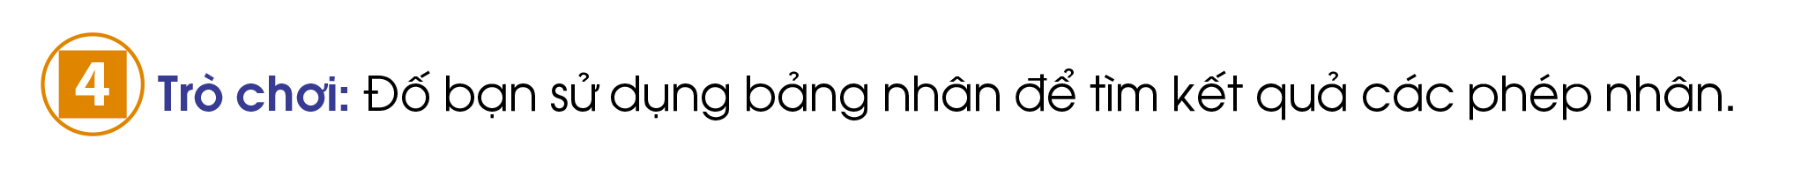 4 Trò chơi: Đố bạn sử dụng bảng nhân để tìm kết quả các phép nhân.